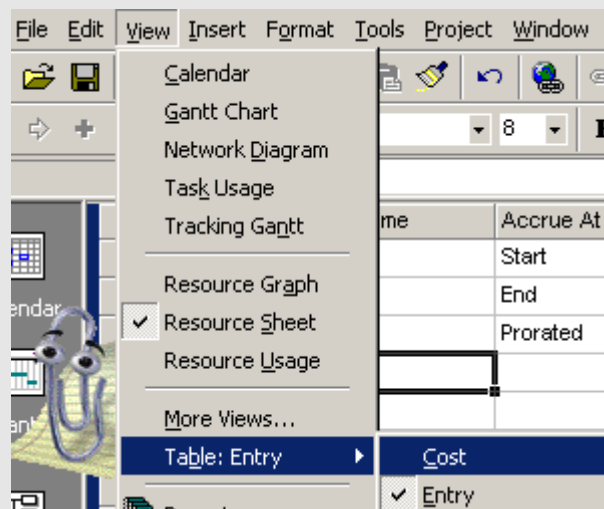 File Edit View Insert Format Tools Project Window
Calendar
Gantt Chart
8
Network Diagram
Task Usage
Tracking Gantt
me Accrue At
Start
Resource Graph
End
endar
Resource Sheet
Prorated
Resource Usage
More Views...
Table: Entry
Cost
Entry